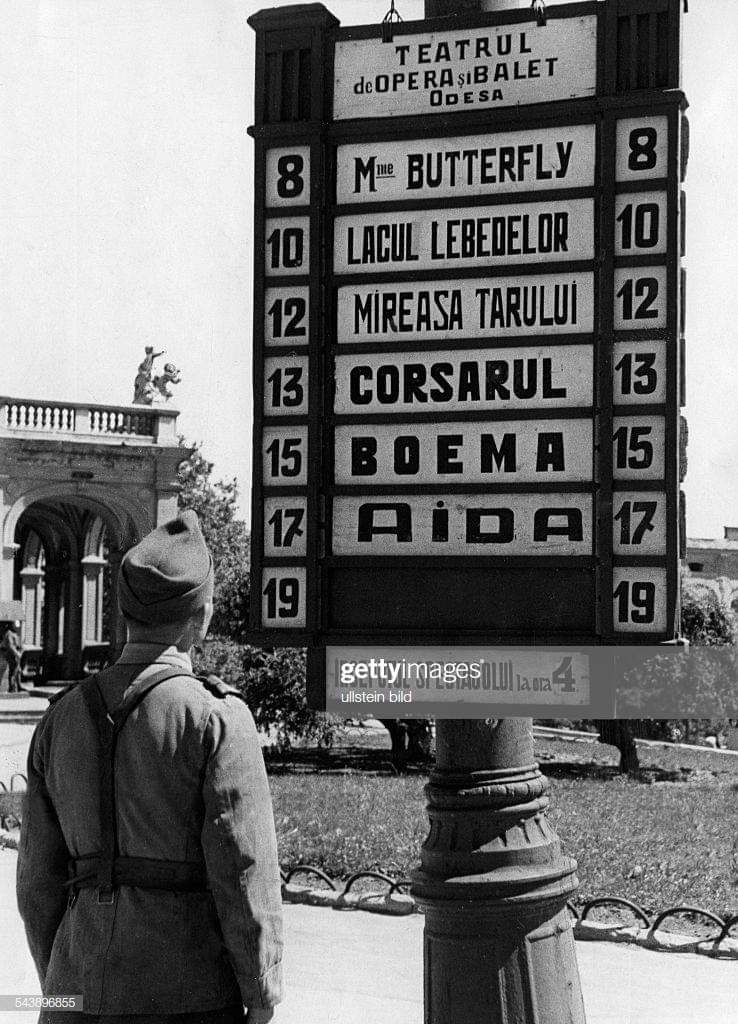 TEATRUL
de OPERA și BALET
ODESA
8 Mme BUTTERFLY 8
10 LACUL LEBEDELOR 10
12 MIREASA TARULUI 12
13 CORSARUL 13
15 BOEMA 15
17 AiDA 17
19 19
SPECTACOLULUI la ora 4
gettyimages
ullstein bild
543896855